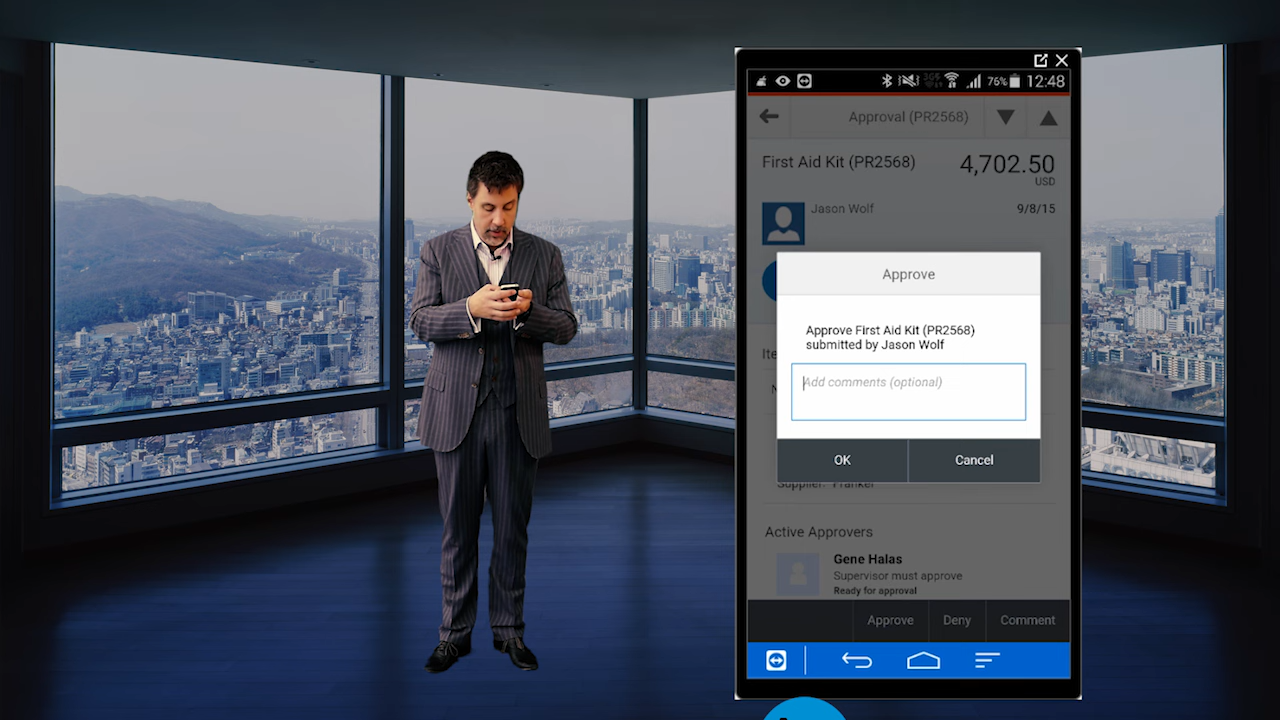 76% 12:48
Approval (PR2568)
First Aid Kit (PR2568) 4,702.50
USD
Jason Wolf 9/8/15
Approve
Approve First Aid Kit (PR2568)
submitted by Jason Wolf
Add comments (optional)
OK Cancel
Supplier: Frankel
Active Approvers
Gene Halas
Supervisor must approve
Ready for approval
Approve Deny Comment